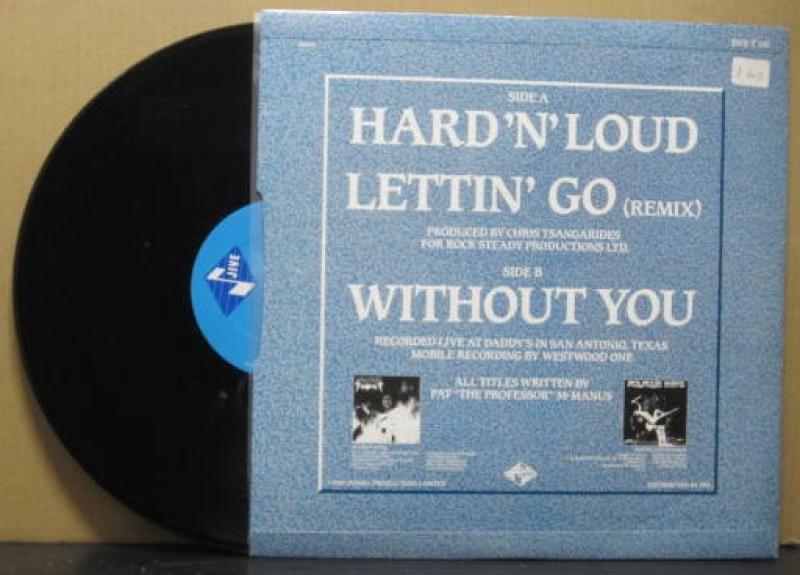 SIDE A
HARD 'N' LOUD
LETTIN' GO (REMIX)
PRODUCED BY CHRIS TSANGARIDES
FOR ROCK STEADY PRODUCTIONS LTD.
SIDE B
WITHOUT YOU
RECORDED LIVE AT DADDY'S IN SAN ANTONIO, TEXAS
MOBILE RECORDING BY WESTWOOD ONE
ALL TITLES WRITTEN BY
PAT "THE PROFESSOR" McMANUS
JIVE